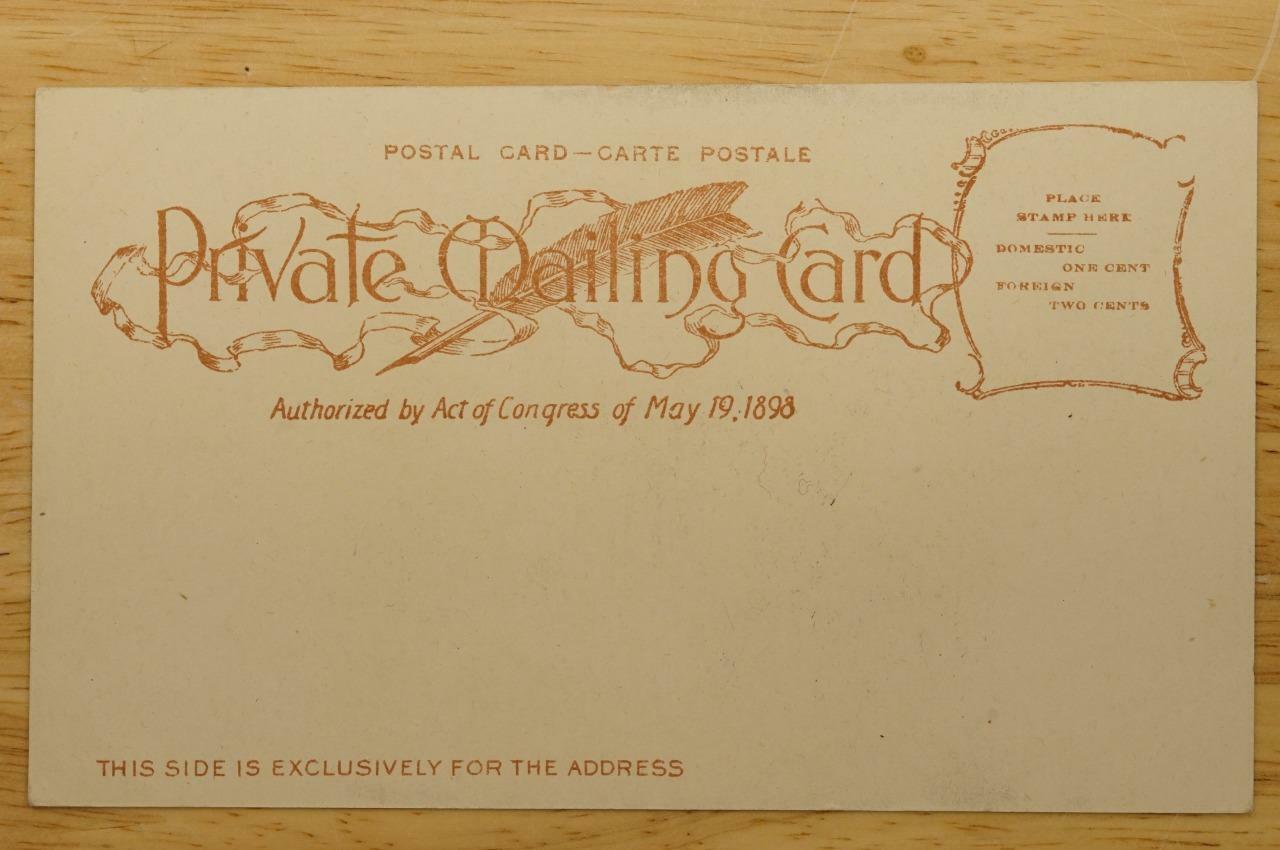 POSTAL CARD—CARTE POSTALE
Private Mailing Card
Authorized by Act of Congress of May 19, 1898
PLACE
STAMP HERE
DOMESTIC
ONE CENT
FOREIGN
TWO CENTS
THIS SIDE IS EXCLUSIVELY FOR THE ADDRESS